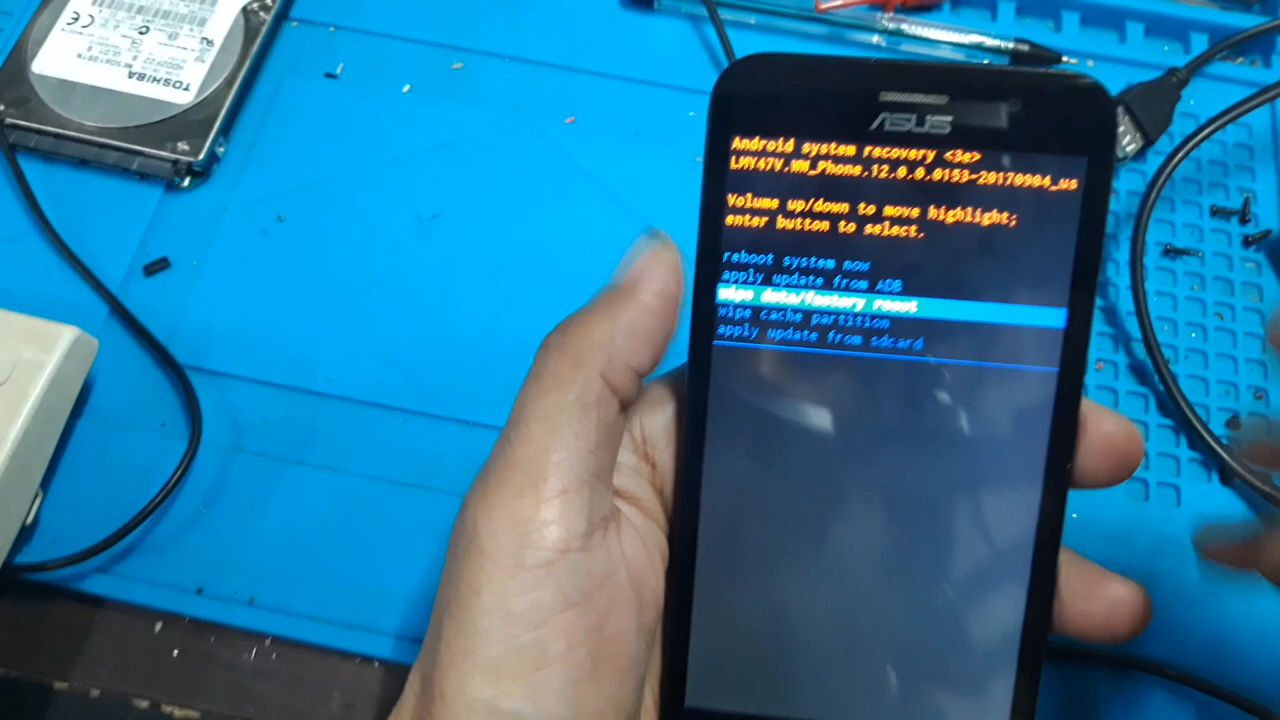 TOSHIBA
ASUS
Android system recovery <3e>
LMY47V.WW_Phone.12.0.0.0153-20170904_us
Volume up/down to move highlight;
enter button to select.
reboot system now
apply update from ADB
wipe data/factory reset
wipe cache partition
apply update from sdcard